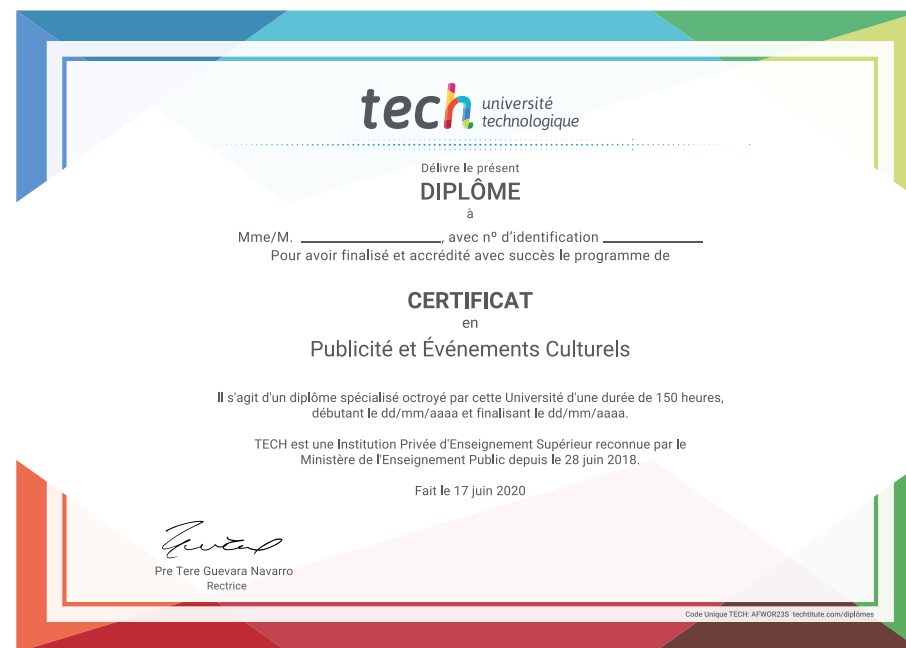 tech université
technologique
Délivre le présent
DIPLÔME
à
Mme/M. ____________________, avec nº d'identification ______________
Pour avoir finalisé et accrédité avec succès le programme de
CERTIFICAT
en
Publicité et Événements Culturels
Il s'agit d'un diplôme spécialisé octroyé par cette Université d'une durée de 150 heures,
débutant le dd/mm/aaaa et finalisant le dd/mm/aaaa.
TECH est une Institution Privée d'Enseignement Supérieur reconnue par le
Ministère de l'Enseignement Public depuis le 28 juin 2018.
Fait le 17 juin 2020
Pre Tere Guevara Navarro
Rectrice
Code Unique TECH: AFWOR23S techtitute.com/diplômes